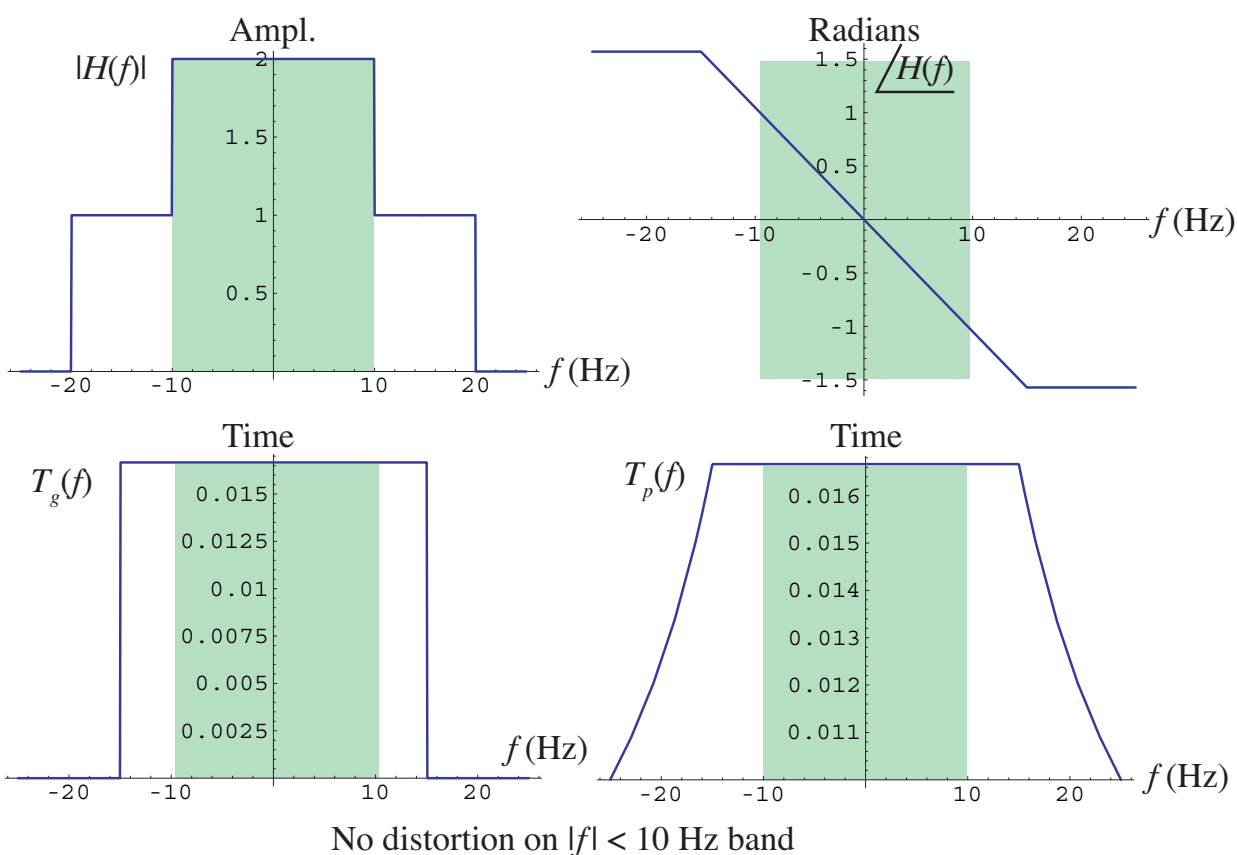 Ampl.
|H(f)|
2
1.5
1
0.5
-20 -10 10 20
f (Hz)
Radians
H(f)
1.5
1
0.5
-20 -10 10 20
f (Hz)
-0.5
-1
-1.5
Time
T_g(f)
0.015
0.0125
0.01
0.0075
0.005
0.0025
f (Hz)
-20 -10 10 20
Time
T_p(f)
0.016
0.015
0.014
0.013
0.012
0.011
-20 -10 10 20
f (Hz)
No distortion on |f| < 10 Hz band